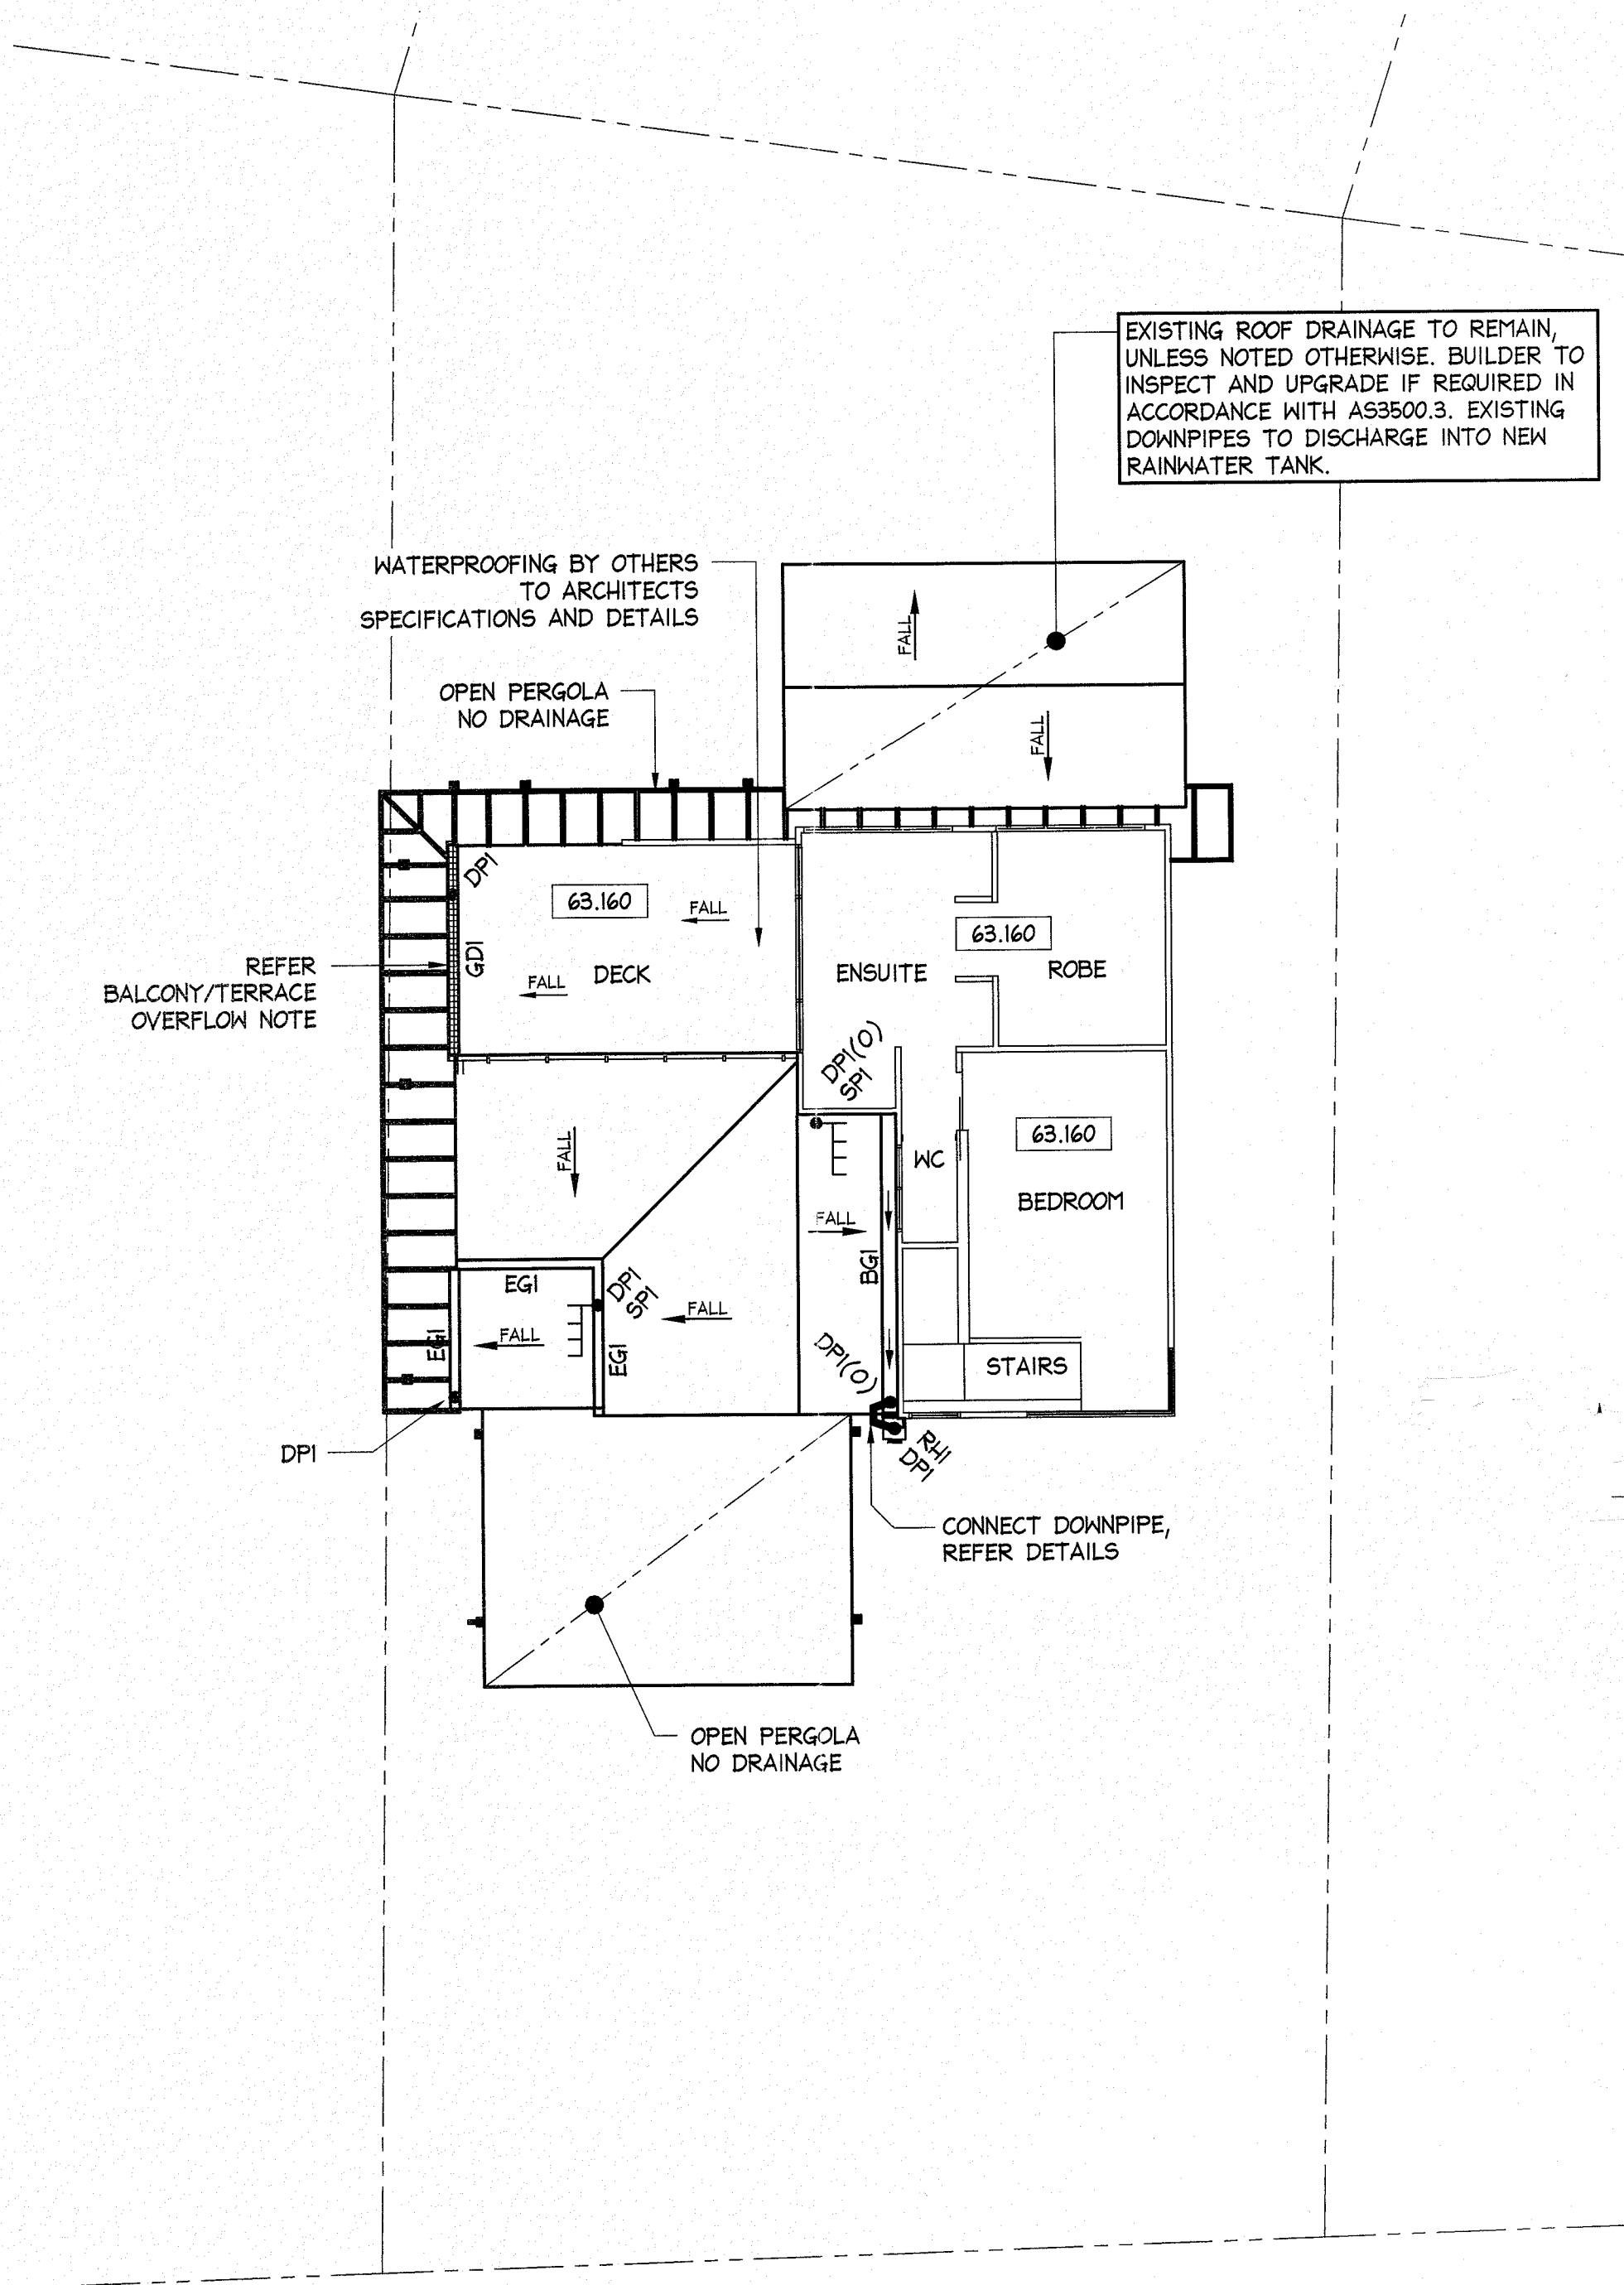 EXISTING ROOF DRAINAGE TO REMAIN,
UNLESS NOTED OTHERWISE. BUILDER TO
INSPECT AND UPGRADE IF REQUIRED IN
ACCORDANCE WITH AS3500.3. EXISTING
DOWNPIPES TO DISCHARGE INTO NEW
RAINWATER TANK.
WATERPROOFING BY OTHERS
TO ARCHITECTS
SPECIFICATIONS AND DETAILS
FALL
OPEN PERGOLA
NO DRAINAGE
FALL
DP1
63.160
FALL
63.160
GD1
REFER
BALCONY/TERRACE
OVERFLOW NOTE
FALL
DECK
ENSUITE
ROBE
DP1(O)
SP1
63.160
FALL
WC
BEDROOM
FALL
BG1
EG1
DP1
SP1
FALL
EG1
FALL
EG1
DP1(O)
STAIRS
DP1
RH1
DP1
CONNECT DOWNPIPE,
REFER DETAILS
OPEN PERGOLA
NO DRAINAGE